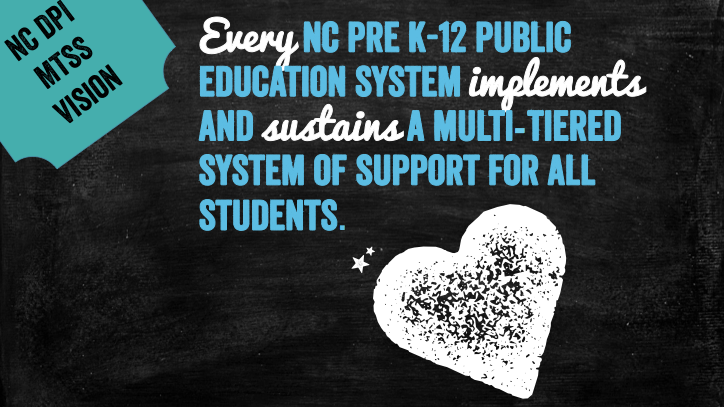 NC DPI
MTSS
VISION
Every NC PRE K-12 PUBLIC
EDUCATION SYSTEM implements
AND sustains A MULTI-TIERED
SYSTEM OF SUPPORT FOR ALL
STUDENTS.